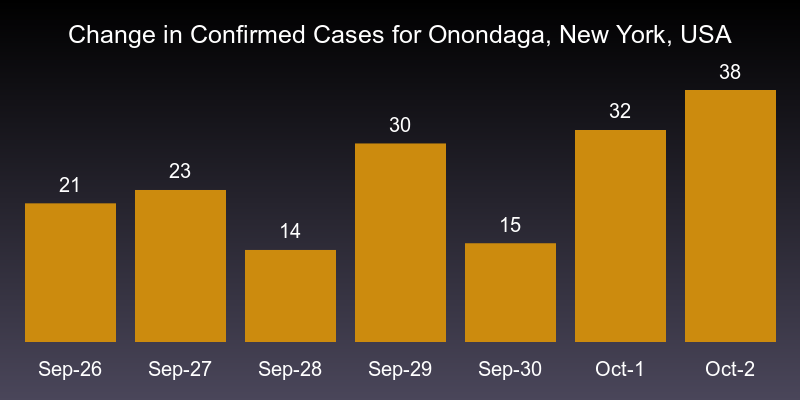 Change in Confirmed Cases for Onondaga, New York, USA
21
23
14
30
15
32
38
Sep-26
Sep-27
Sep-28
Sep-29
Sep-30
Oct-1
Oct-2